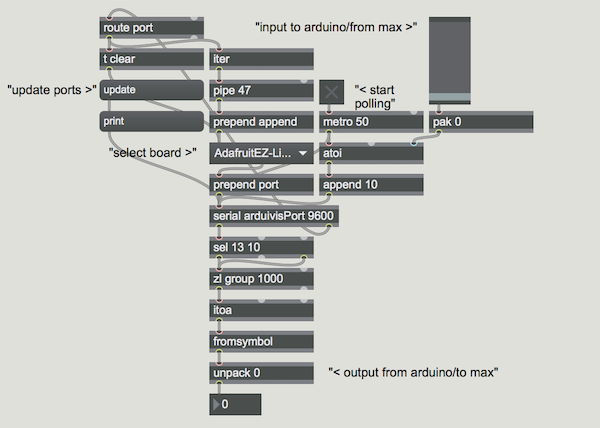 route port
"input to arduino/from max >"
t clear
iter
"update ports >"
update
pipe 47
"< start
polling"
print
prepend append
metro 50
pak 0
"select board >"
AdafruitEZ-Li...
atoi
prepend port
append 10
serial arduivisPort 9600
sel 13 10
zl group 1000
itoa
fromsymbol
unpack 0
"< output from arduino/to max"
0